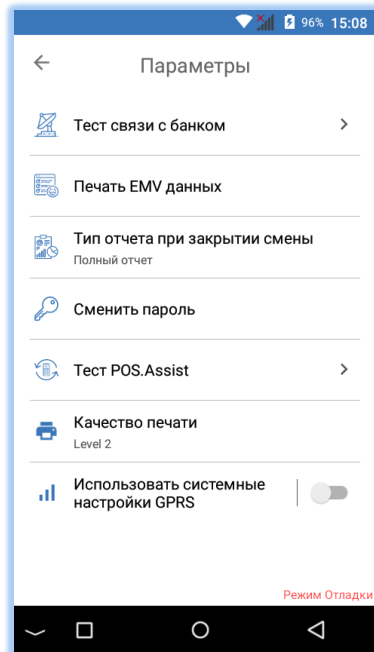 96% 15:08
Параметры
Тест связи с банком
Печать EMV данных
Тип отчета при закрытии смены
Полный отчет
Сменить пароль
Тест POS.Assist
Качество печати
Level 2
Использовать системные
настройки GPRS
Режим Отладки